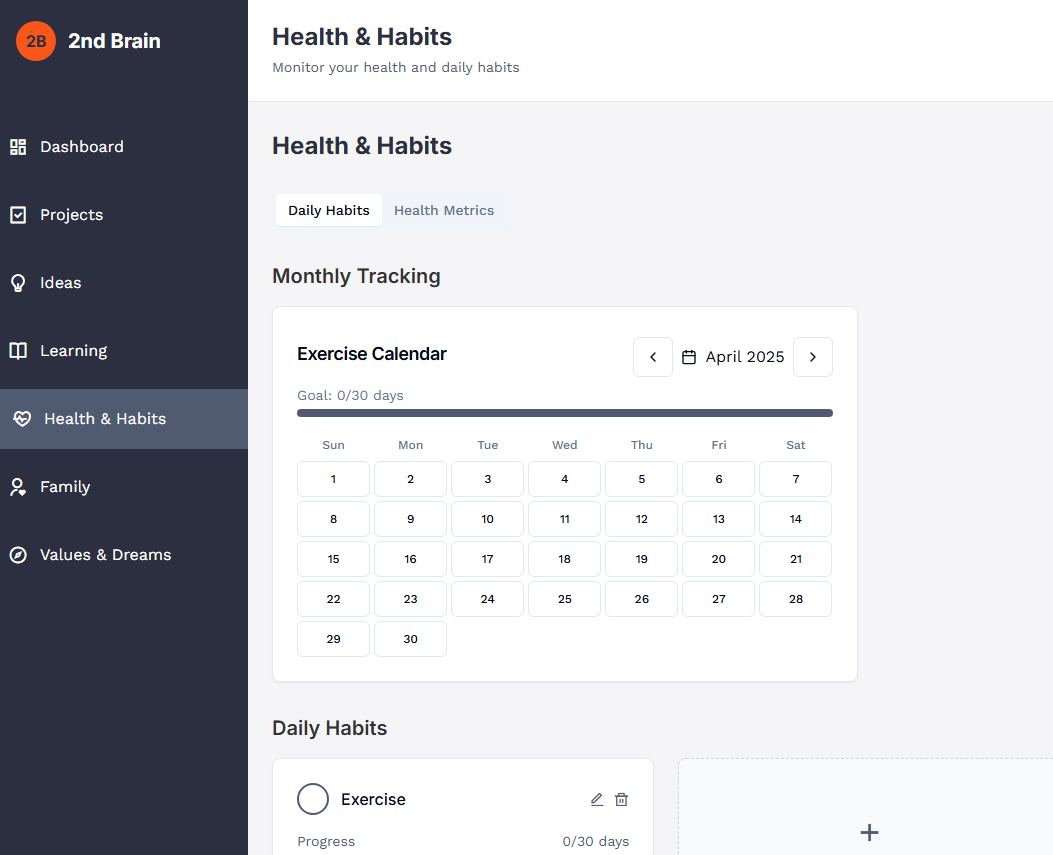 2B 2nd Brain
Dashboard
Projects
Ideas
Learning
Health & Habits
Family
Values & Dreams
Health & Habits
Monitor your health and daily habits
Health & Habits
Daily Habits Health Metrics
Monthly Tracking
Exercise Calendar April 2025
Goal: 0/30 days
Sun Mon Tue Wed Thu Fri Sat
1 2 3 4 5 6 7
8 9 10 11 12 13 14
15 16 17 18 19 20 21
22 23 24 25 26 27 28
29 30
Daily Habits
Exercise
Progress 0/30 days